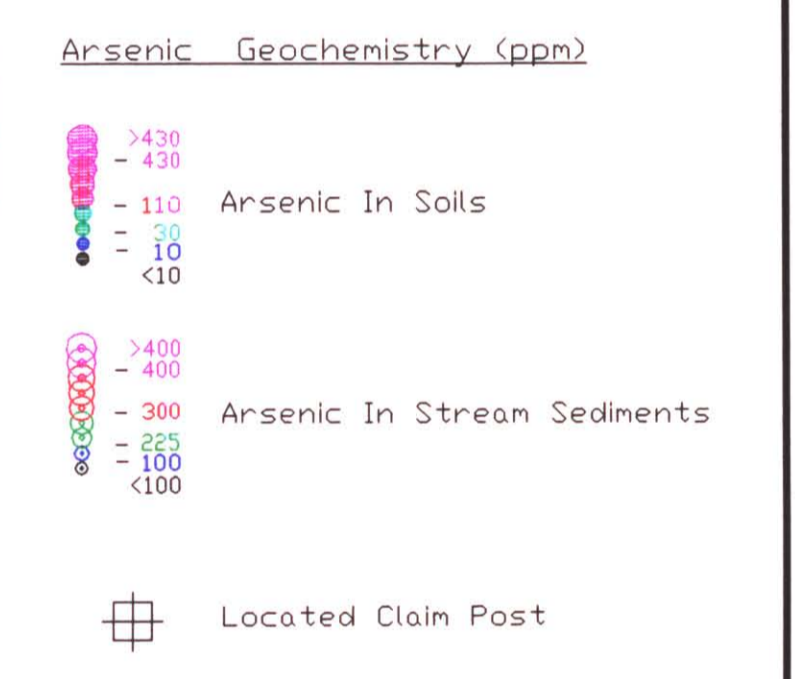 Arsenic Geochemistry (ppm)
>430
- 430
- 110 Arsenic In Soils
- 30
- 10
<10
>400
- 400
- 300 Arsenic In Stream Sediments
- 225
- 100
<100
Located Claim Post